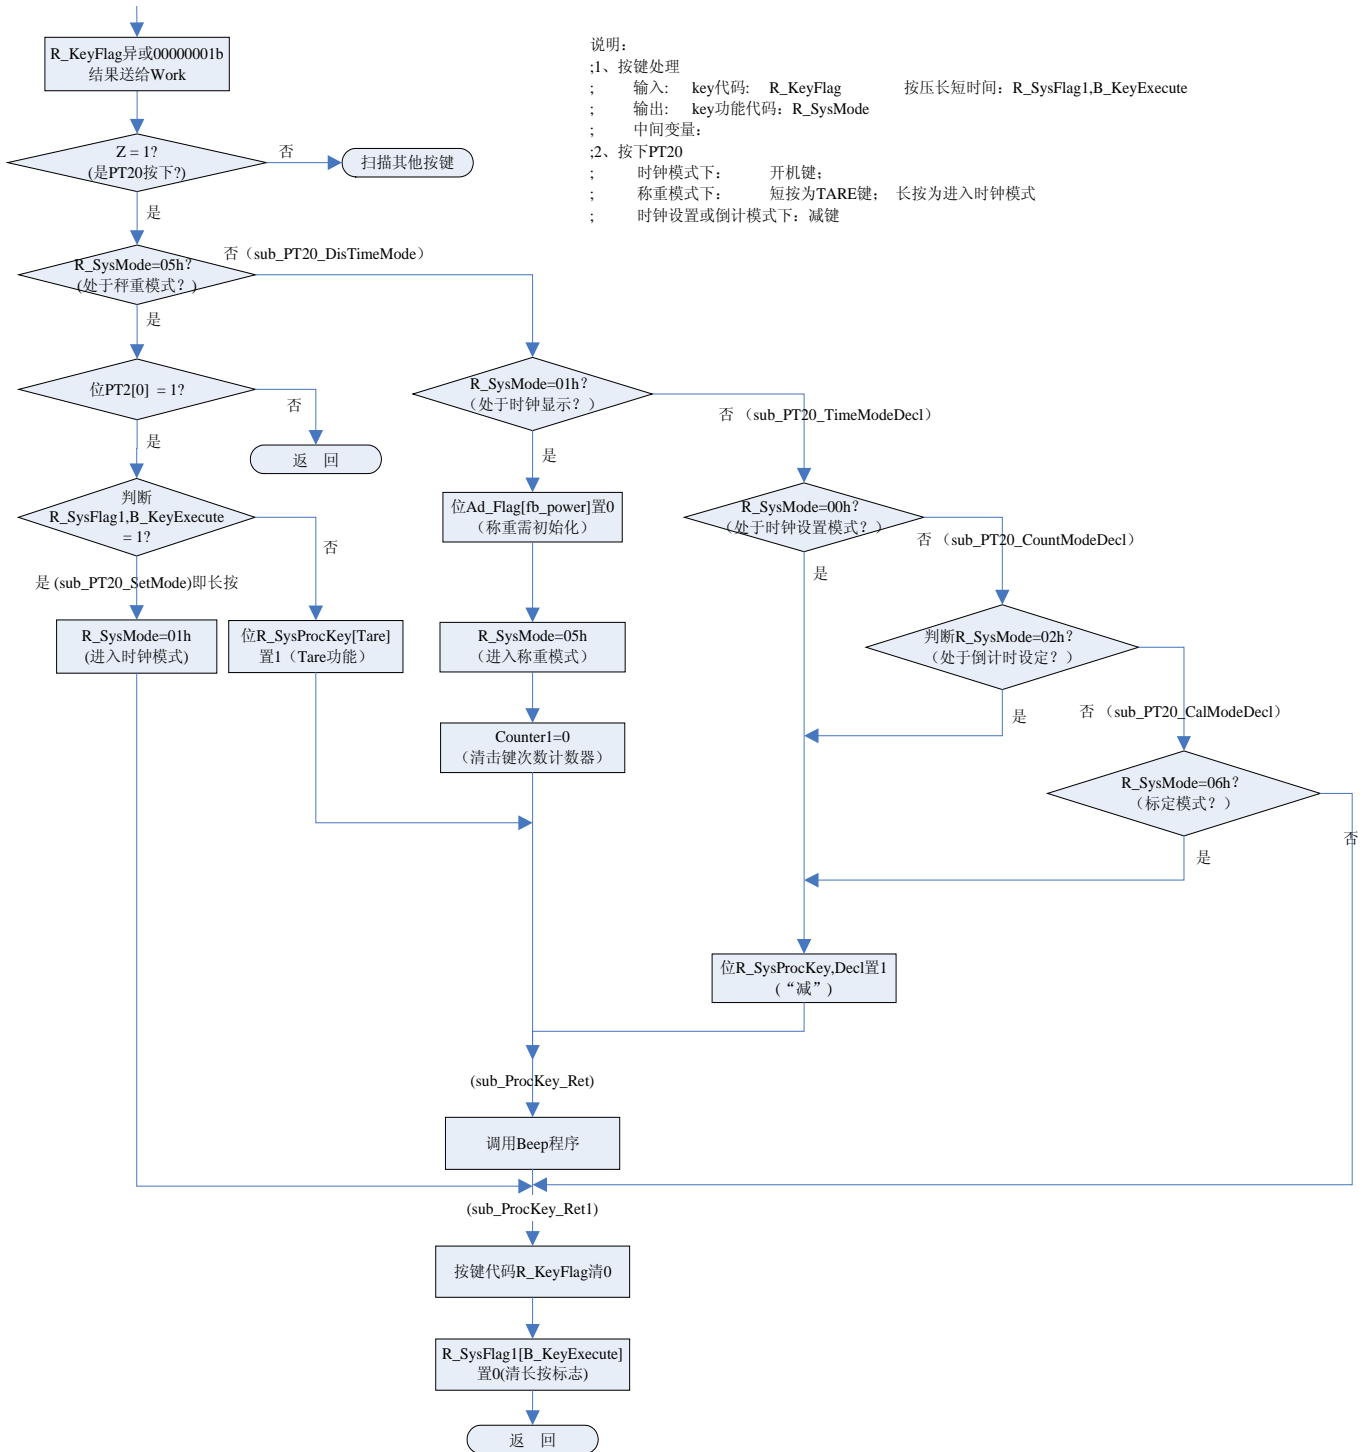 R_KeyFlag异或00000001b
结果送给Work
说明：
;1、按键处理
; 输入: key代码: R_KeyFlag 按压长短时间：R_SysFlag1,B_KeyExecute
; 输出: key功能代码：R_SysMode
; 中间变量：
;2、按下PT20
; 时钟模式下： 开机键；
; 称重模式下： 短按为TARE键； 长按为进入时钟模式
; 时钟设置或倒计模式下：减键
Z = 1?
(是PT20按下?)
否
扫描其他按键
是
R_SysMode=05h?
(处于秤重模式？)
否（sub_PT20_DisTimeMode）
是
位PT2[0] = 1?
否
返 回
是
R_SysMode=01h？
（处于时钟显示？）
否 （sub_PT20_TimeModeDecl）
是
判断
R_SysFlag1,B_KeyExecute
= 1?
否
是 (sub_PT20_SetMode)即长按
位Ad_Flag[fb_power]置0
（称重需初始化）
R_SysMode=00h？
（处于时钟设置模式？）
否 （sub_PT20_CountModeDecl）
是
R_SysMode=01h
(进入时钟模式)
位R_SysProcKey[Tare]
置1（Tare功能）
R_SysMode=05h
（进入称重模式）
判断R_SysMode=02h？
（处于倒计时设定？）
是
否 （sub_PT20_CalModeDecl）
Counter1=0
（清击键次数计数器）
R_SysMode=06h？
（标定模式？）
否
是
位R_SysProcKey,Decl置1
(“减”)
(sub_ProcKey_Ret)
调用Beep程序
(sub_ProcKey_Ret1)
按键代码R_KeyFlag清0
R_SysFlag1[B_KeyExecute]
置0(清长按标志)
返 回